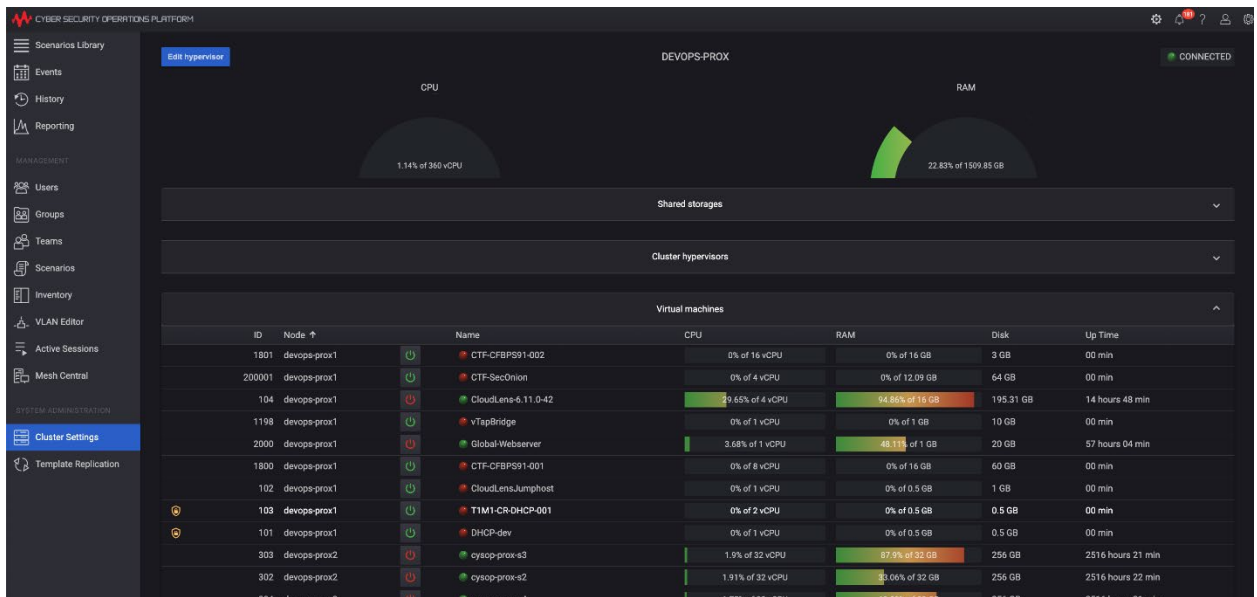 CYBER SECURITY OPERATIONS PLATFORM
181
?
Scenarios Library
Events
History
Reporting
MANAGEMENT
Users
Groups
Teams
Scenarios
Inventory
VLAN Editor
Active Sessions
Mesh Central
SYSTEM ADMINISTRATION
Cluster Settings
Template Replication
Edit hypervisor
DEVOPS-PROX
CONNECTED
CPU
RAM
1.14% of 360 vCPU
22.83% of 1509.85 GB
Shared storages
Cluster hypervisors
Virtual machines
ID Node ↑ Name CPU RAM Disk Up Time
1801 devops-prox1 CTF-CFBPS91-002 0% of 16 vCPU 0% of 16 GB 3 GB 00 min
200001 devops-prox1 CTF-SecOnion 0% of 4 vCPU 0% of 12.09 GB 64 GB 00 min
104 devops-prox1 CloudLens-6.11.0-42 29.65% of 4 vCPU 94.86% of 16 GB 195.31 GB 14 hours 48 min
1198 devops-prox1 vTapBridge 0% of 1 vCPU 0% of 1 GB 10 GB 00 min
2000 devops-prox1 Global-Webserver 3.68% of 1 vCPU 48.11% of 1 GB 20 GB 57 hours 04 min
1800 devops-prox1 CTF-CFBPS91-001 0% of 8 vCPU 0% of 16 GB 60 GB 00 min
102 devops-prox1 CloudLensJumphost 0% of 1 vCPU 0% of 0.5 GB 1 GB 00 min
103 devops-prox1 T1M1-CR-DHCP-001 0% of 2 vCPU 0% of 0.5 GB 0.5 GB 00 min
101 devops-prox1 DHCP-dev 0% of 1 vCPU 0% of 0.5 GB 0.5 GB 00 min
303 devops-prox2 cysop-prox-s3 1.9% of 32 vCPU 87.9% of 32 GB 256 GB 2516 hours 21 min
302 devops-prox2 cysop-prox-s2 1.91% of 32 vCPU 33.06% of 32 GB 256 GB 2516 hours 22 min